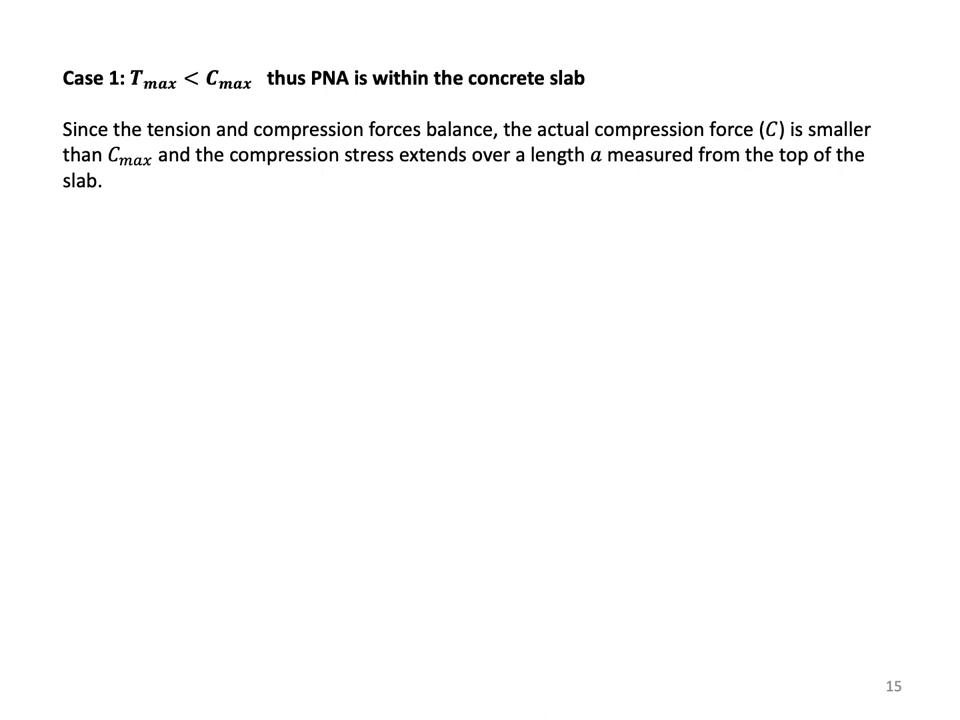 Case 1: 𝑻𝒎𝒂𝒙 < 𝑪𝒎𝒂𝒙 thus PNA is within the concrete slab
Since the tension and compression forces balance, the actual compression force (𝐶) is smaller
than 𝐶𝑚𝑎𝑥 and the compression stress extends over a length 𝑎 measured from the top of the
slab.
15